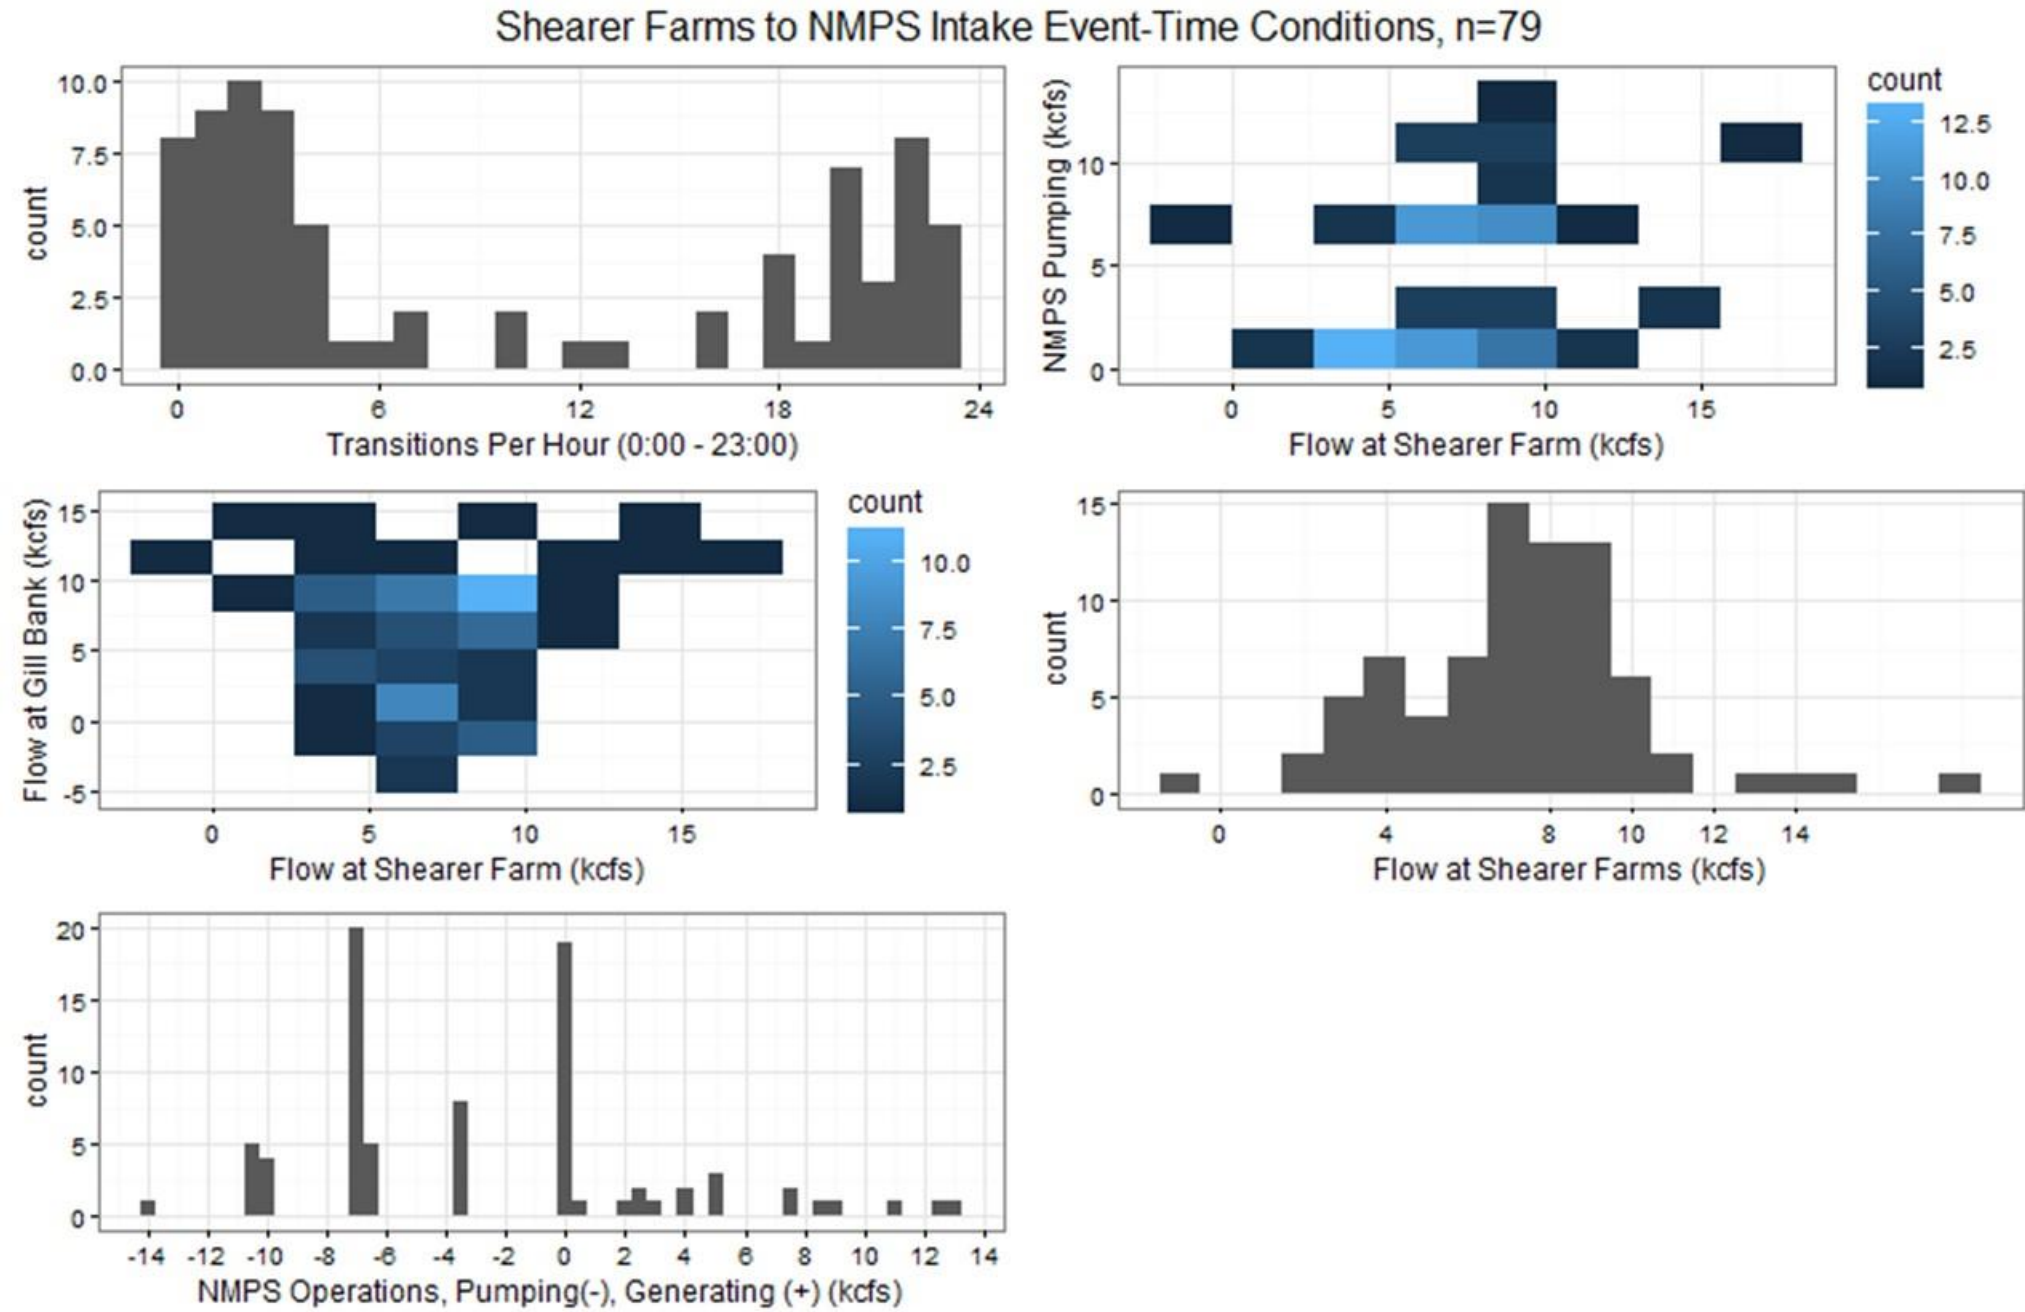 Shearer Farms to NMPS Intake Event-Time Conditions, n=79
count
10.0
7.5
5.0
2.5
0.0
0 6 12 18 24
Transitions Per Hour (0:00 - 23:00)
NMPS Pumping (kcfs)
10
5
0
0 5 10 15
Flow at Shearer Farm (kcfs)
count
12.5
10.0
7.5
5.0
2.5
Flow at Gill Bank (kcfs)
15
10
5
0
-5
0 5 10 15
Flow at Shearer Farm (kcfs)
count
10.0
7.5
5.0
2.5
count
15
10
5
0
0 4 8 10 12 14
Flow at Shearer Farms (kcfs)
count
20
15
10
5
0
-14 -12 -10 -8 -6 -4 -2 0 2 4 6 8 10 12 14
NMPS Operations, Pumping(-), Generating (+) (kcfs)